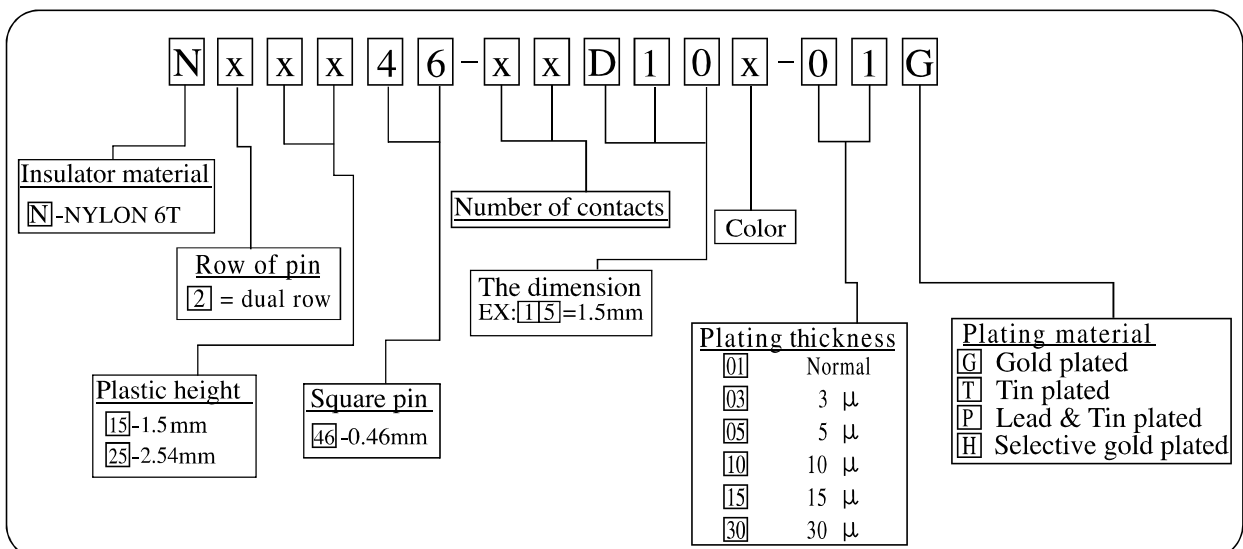 N x x x 4 6 - x x D 1 0 x - 0 1 G
Insulator material
N -NYLON 6T
Row of pin
2 = dual row
Plastic height
15 -1.5mm
25 -2.54mm
Square pin
46 -0.46mm
Number of contacts
The dimension
EX: 1 5 =1.5mm
Color
Plating thickness
01 Normal
03 3 μ
05 5 μ
10 10 μ
15 15 μ
30 30 μ
Plating material
G Gold plated
T Tin plated
P Lead & Tin plated
H Selective gold plated